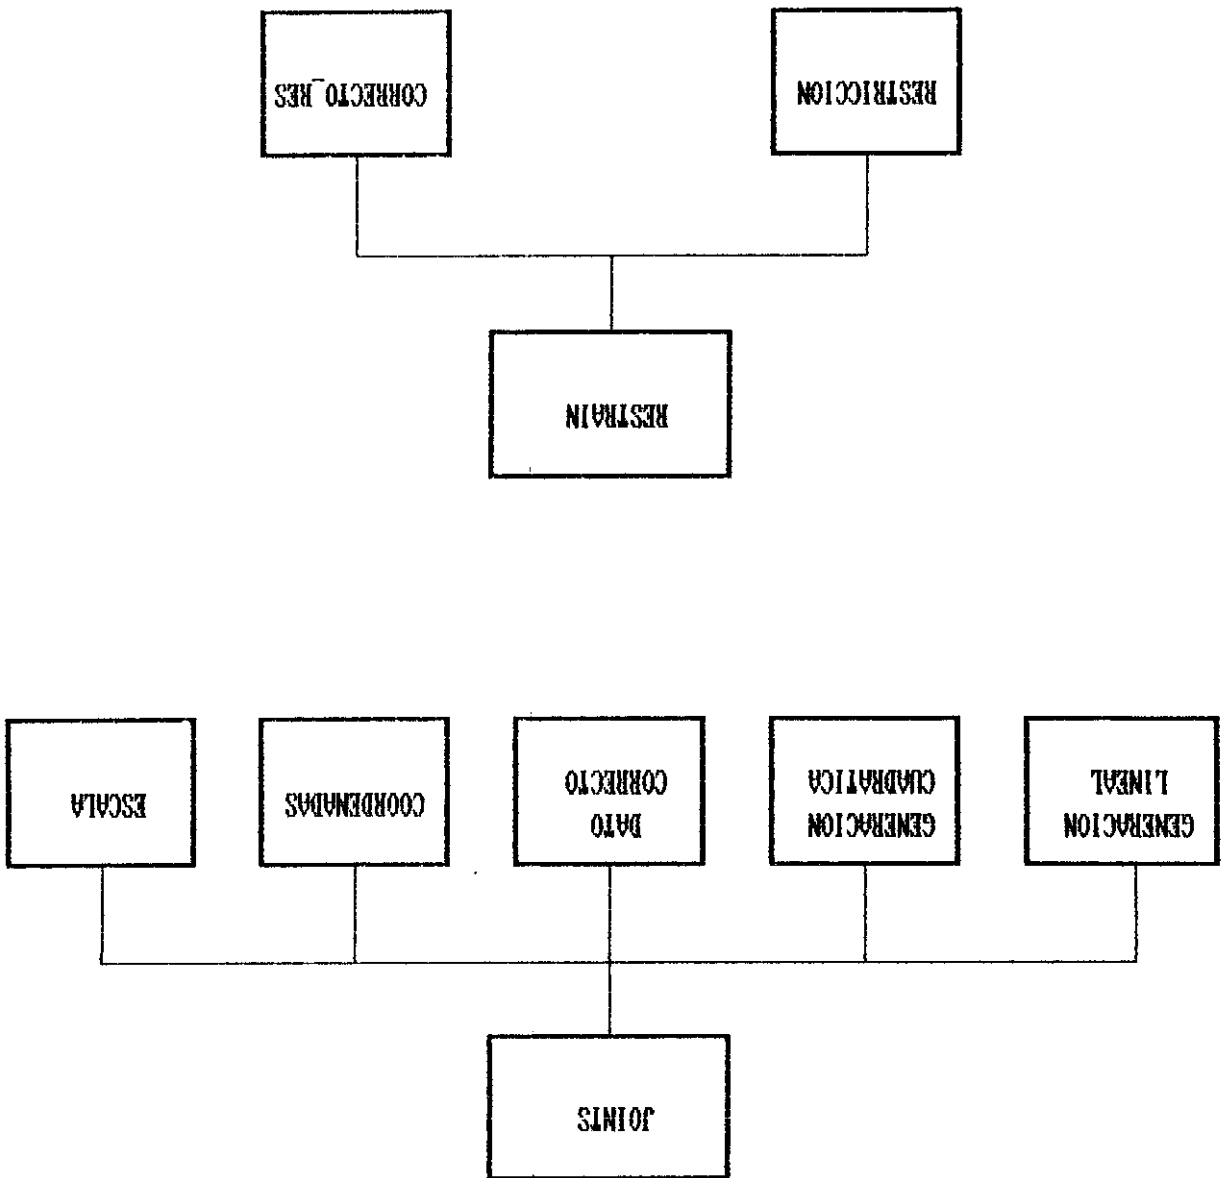 JOINTS
GENERACION
LINEAL
GENERACION
CUADRATICA
DATO
CORRECTO
COORDENADAS
ESCALA
RESTRAIN
RESTRICCION
CORRECTO_RES